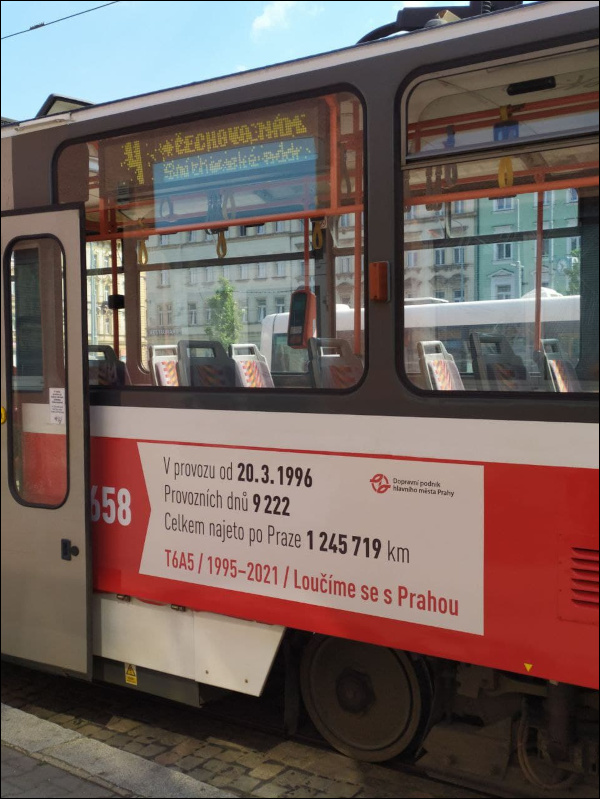 4 ČECHOVO NÁM.
658
V provozu od 20.3.1996
Provozních dnů 9 222
Celkem najeto po Praze 1 245 719 km
T6A5 / 1995–2021 / Loučíme se s Prahou
Dopravní podnik
hlavního města Prahy